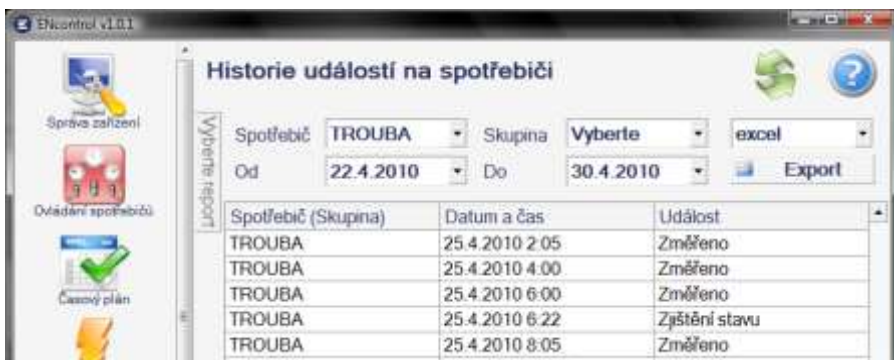 ENcontrol v1.0.1
Historie událostí na spotřebiči
Správa zařízení
Ovládání spotřebičů
Časový plán
Vyberte report
Spotřebič TROUBA Skupina Vyberte excel
Od 22.4.2010 Do 30.4.2010 Export
Spotřebič (Skupina) Datum a čas Událost
TROUBA 25.4.2010 2:05 Změřeno
TROUBA 25.4.2010 4:00 Změřeno
TROUBA 25.4.2010 6:00 Změřeno
TROUBA 25.4.2010 6:22 Zjištění stavu
TROUBA 25.4.2010 8:05 Změřeno